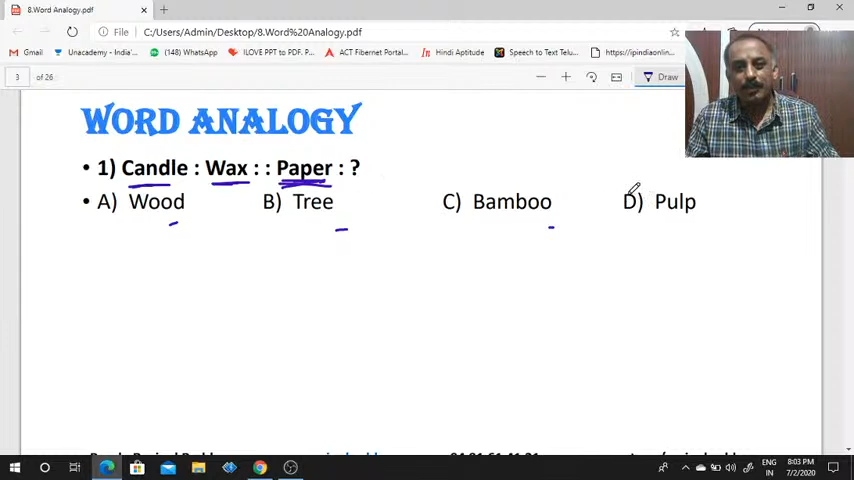 8.Word Analogy.pdf
File C:/Users/Admin/Desktop/8.Word%20Analogy.pdf
Gmail Unacademy - India'... (148) WhatsApp ILOVE PPT to PDF. P... ACT Fibernet Portal... Hindi Aptitude Speech to Text Telu... https://ipindiaonlin...
3 of 26 Draw
WORD ANALOGY
• 1) Candle : Wax : : Paper : ?
• A) Wood B) Tree C) Bamboo D) Pulp
ENG 8:03 PM
IN 7/2/2020